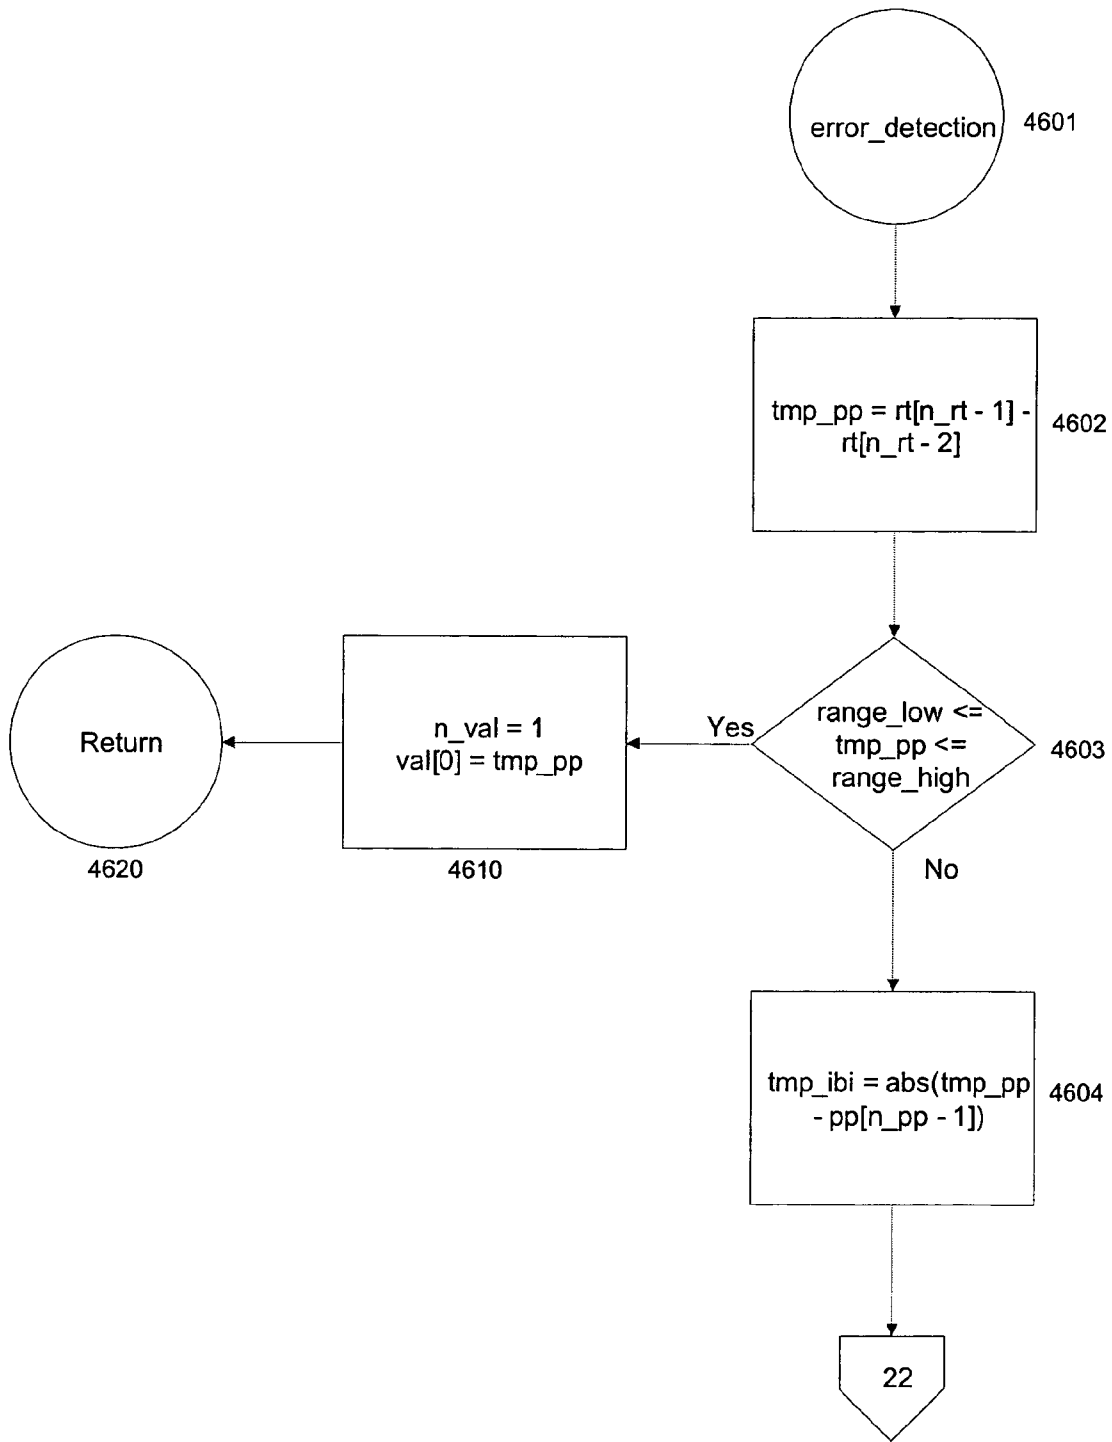 error_detection
4601
tmp_pp = rt[n_rt - 1] -
rt[n_rt - 2]
4602
range_low <=
tmp_pp <=
range_high
4603
Yes
n_val = 1
val[0] = tmp_pp
4610
Return
4620
No
tmp_ibi = abs(tmp_pp
- pp[n_pp - 1])
4604
22